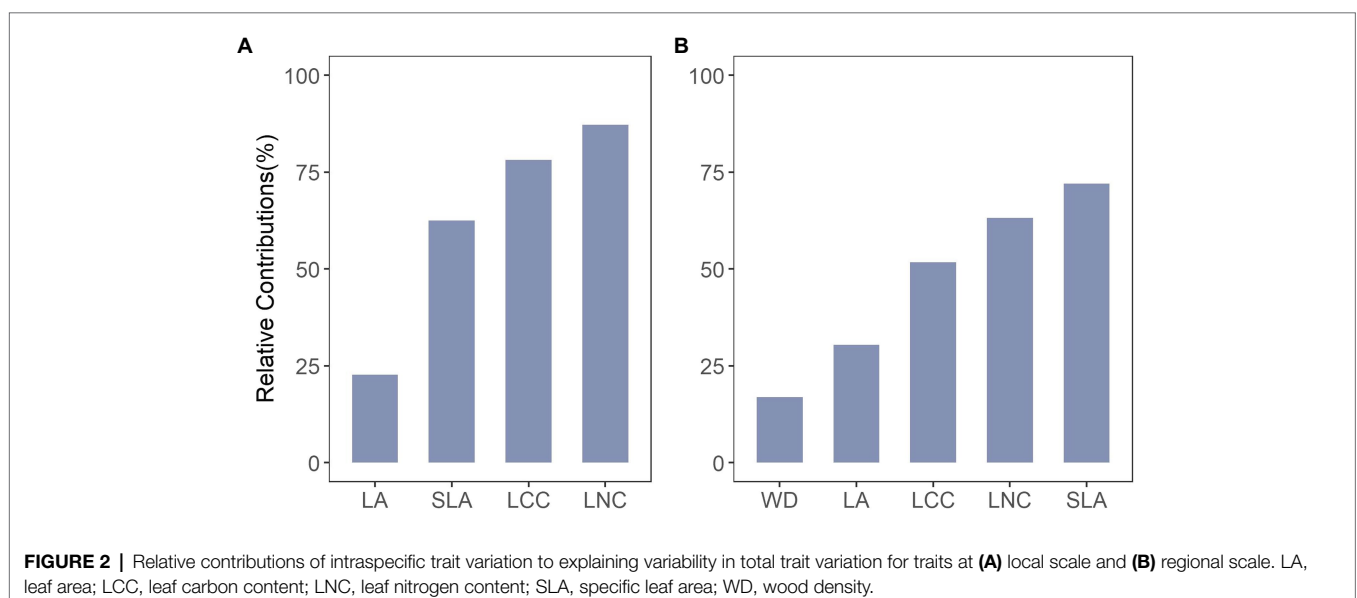 A
B
100
75
50
25
0
Relative Contributions(%)
LA SLA LCC LNC
100
75
50
25
0
WD LA LCC LNC SLA
FIGURE 2 | Relative contributions of intraspecific trait variation to explaining variability in total trait variation for traits at (A) local scale and (B) regional scale. LA,
leaf area; LCC, leaf carbon content; LNC, leaf nitrogen content; SLA, specific leaf area; WD, wood density.